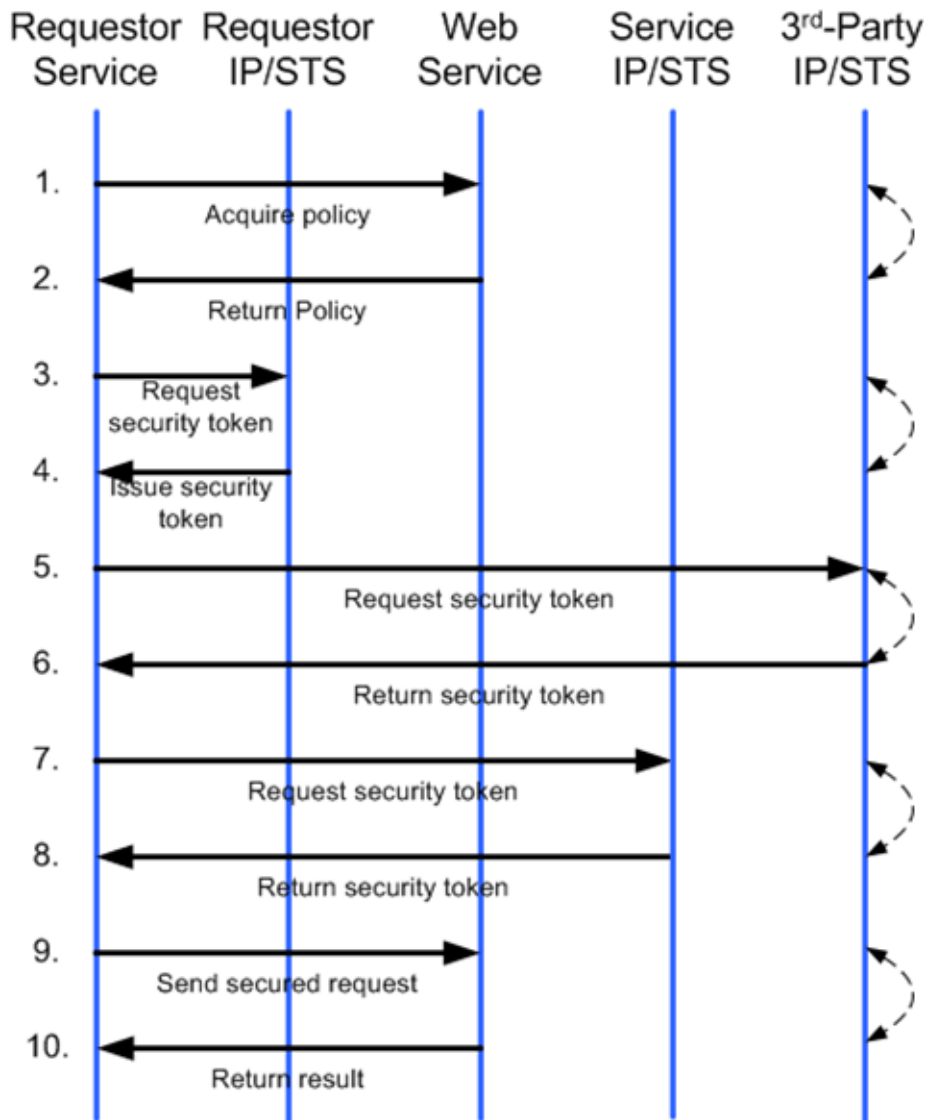 Requestor Service
Requestor IP/STS
Web Service
Service IP/STS
3rd-Party IP/STS
1.
Acquire policy
2.
Return Policy
3.
Request
security token
4.
Issue security
token
5.
Request security token
6.
Return security token
7.
Request security token
8.
Return security token
9.
Send secured request
10.
Return result